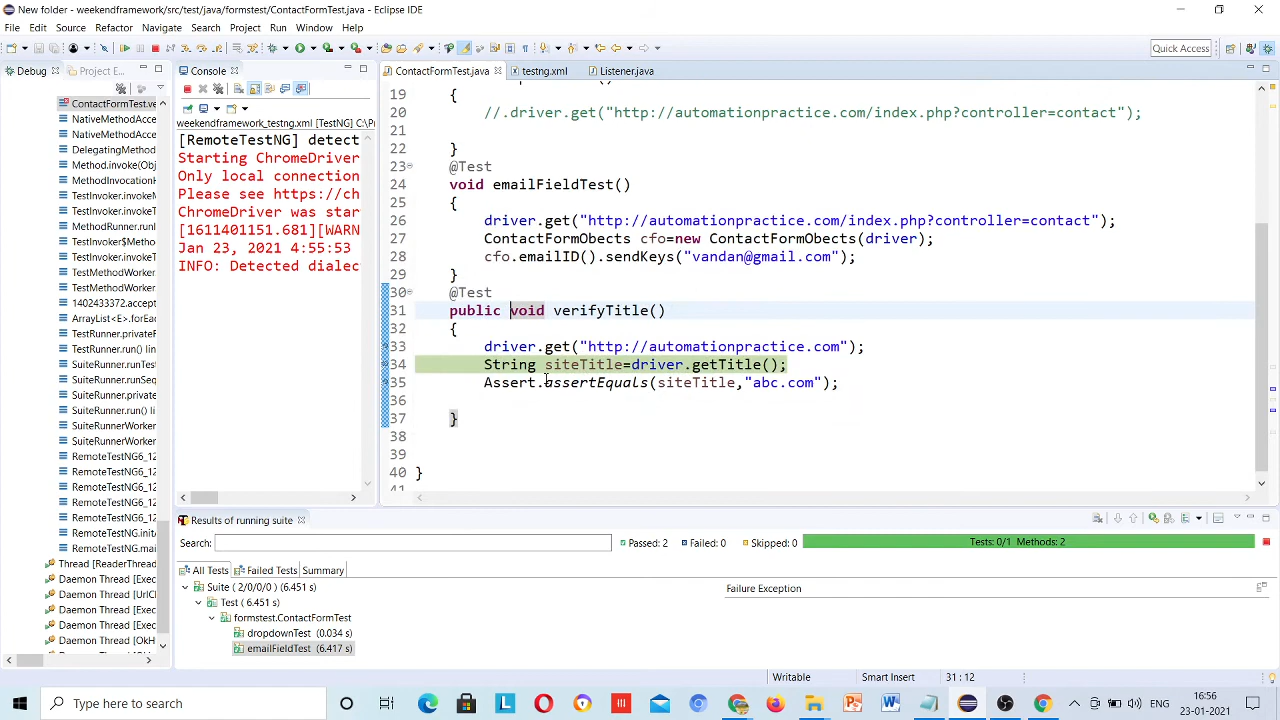 New folder - weekendframework/src/test/java/formstest/ContactFormTest.java - Eclipse IDE
File Edit Source Refactor Navigate Search Project Run Window Help
Quick Access
Debug
Project E...
ContactFormTest.ve
NativeMethodAcce
NativeMethodAcce
DelegatingMethod
Method.invoke(Obj
MethodInvocationH
TestInvoker.invokeM
TestInvoker.invokeT
MethodRunner.runI
TestInvoker$Metho
TestInvoker.invokeT
TestMethodWorker
TestMethodWorker
1402433372.accept
ArrayList<E>.forEa
TestRunner.privateR
TestRunner.run() lin
SuiteRunner.runTest
SuiteRunner.runSeq
SuiteRunner.private
SuiteRunner.run() li
SuiteRunnerWorker
SuiteRunnerWorker
RemoteTestNG6_12
RemoteTestNG6_12
RemoteTestNG6_12
RemoteTestNG6_12
RemoteTestNG6_12
RemoteTestNG.inita
RemoteTestNG.mai
Thread [ReaderThread
Daemon Thread [Exec
Daemon Thread [UrlC
Daemon Thread [Exec
Daemon Thread [Exec
Daemon Thread [OkH
Console
weekendframework_testng.xml [TestNG] C:\P
[RemoteTestNG] detect
Starting ChromeDriver
Only local connection
Please see https://ch
ChromeDriver was star
[1611401151.681][WARN
Jan 23, 2021 4:55:53
INFO: Detected dialec
ContactFormTest.java testng.xml Listener.java
19 {
20 //.driver.get("http://automationpractice.com/index.php?controller=contact");
21
22 }
23 @Test
24 void emailFieldTest()
25 {
26 driver.get("http://automationpractice.com/index.php?controller=contact");
27 ContactFormObects cfo=new ContactFormObects(driver);
28 cfo.emailID().sendKeys("vandan@gmail.com");
29 }
30 @Test
31 public void verifyTitle()
32 {
33 driver.get("http://automationpractice.com");
34 String siteTitle=driver.getTitle();
35 Assert.assertEquals(siteTitle,"abc.com");
36
37 }
38
39
40 }
41
Results of running suite
Search: Passed: 2 Failed: 0 Skipped: 0 Tests: 0/1 Methods: 2
All Tests Failed Tests Summary
Suite (2/0/0/0) (6.451 s)
Test (6.451 s)
formstest.ContactFormTest
dropdownTest (0.034 s)
emailFieldTest (6.417 s)
Failure Exception
Writable Smart Insert 31 : 12
Type here to search
ENG
16:56
23-01-2021